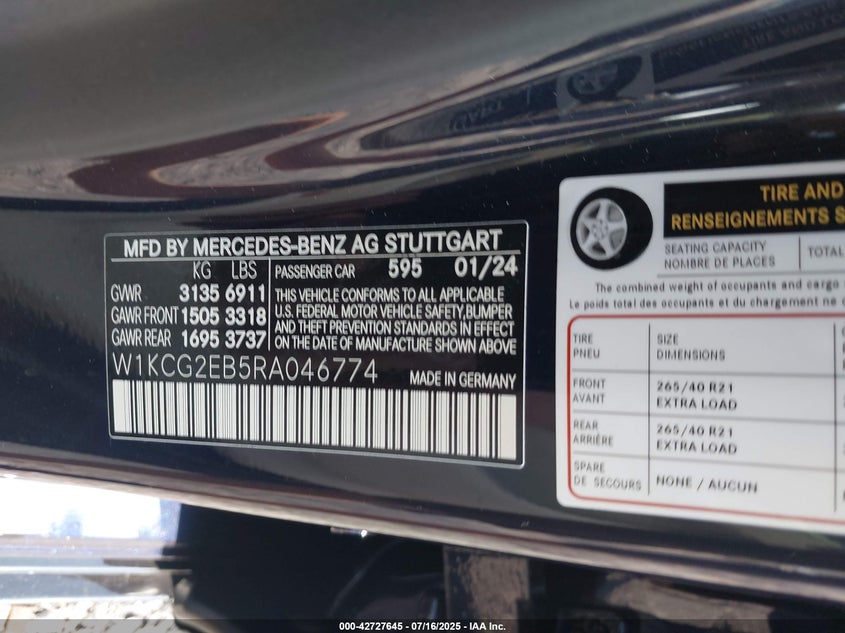 MFD BY MERCEDES-BENZ AG STUTTGART
KG LBS PASSENGER CAR 595 01/24
GVWR 3135 6911
GAWR FRONT 1505 3318
GAWR REAR 1695 3737
THIS VEHICLE CONFORMS TO ALL APPLICABLE
U.S. FEDERAL MOTOR VEHICLE SAFETY,BUMPER
AND THEFT PREVENTION STANDARDS IN EFFECT
ON THE DATE OF MANUFACTURE SHOWN ABOVE.
W1KCG2EB5RA046774 MADE IN GERMANY
TIRE AND
RENSEIGNEMENTS S
SEATING CAPACITY
NOMBRE DE PLACES
TOTAL
The combined weight of occupants and cargo
Le poids total des occupants et du chargement ne
TIRE SIZE
PNEU DIMENSIONS
FRONT 265/40 R21
AVANT EXTRA LOAD
REAR 265/40 R21
ARRIÈRE EXTRA LOAD
SPARE NONE / AUCUN
DE SECOURS
000-42727645 / 07/16/2025 / © IAA Inc.